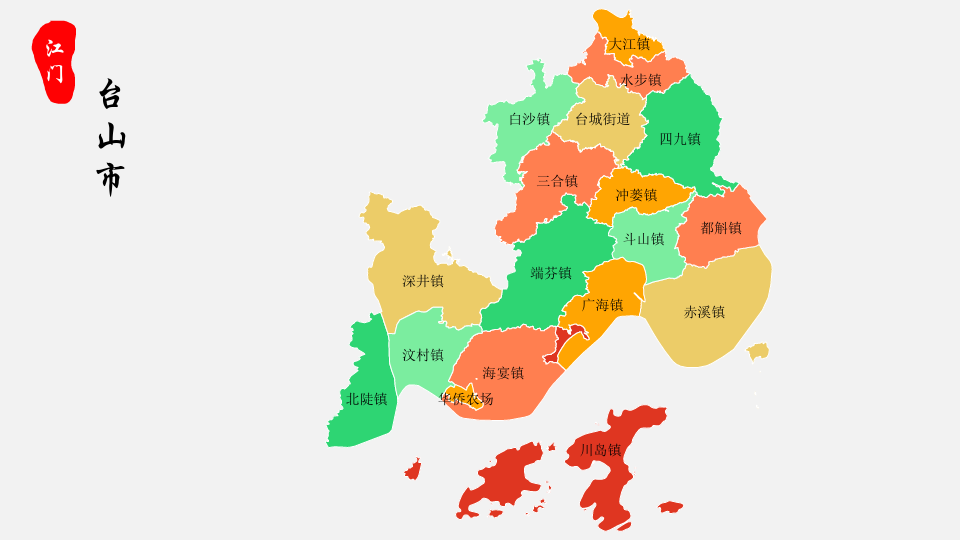 江
门
台
山
市
大江镇
水步镇
白沙镇
台城街道
四九镇
三合镇
冲蒌镇
斗山镇
都斛镇
端芬镇
深井镇
广海镇
赤溪镇
汶村镇
海宴镇
北陡镇
华侨农场
川岛镇